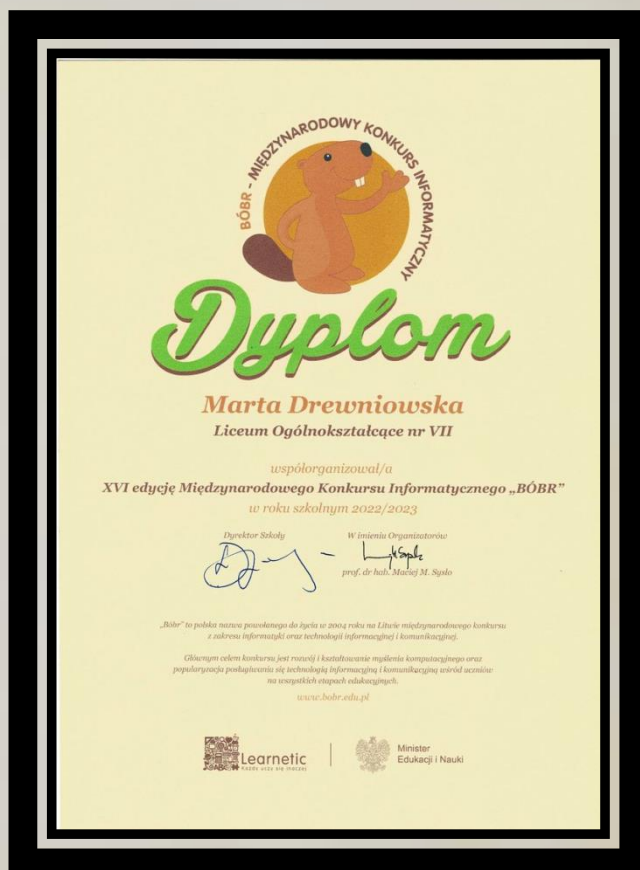 BÓBR – MIĘDZYNARODOWY KONKURS INFORMATYCZNY
Dyplom
Marta Drewniowska
Liceum Ogólnokształcące nr VII
współorganizował/a
XVI edycję Międzynarodowego Konkursu Informatycznego „BÓBR”
w roku szkolnym 2022/2023
Dyrektor Szkoły
W imieniu Organizatorów
prof. dr hab. Maciej M. Sysło
„Bóbr” to polska nazwa powołanego do życia w 2004 roku na Litwie międzynarodowego konkursu
z zakresu informatyki oraz technologii informacyjnej i komunikacyjnej.
Głównym celem konkursu jest rozwój i kształtowanie myślenia komputacyjnego oraz
popularyzacja posługiwania się technologią informacyjną i komunikacyjną wśród uczniów
na wszystkich etapach edukacyjnych.
www.bobr.edu.pl
Learnetic
każdy uczy się inaczej
Minister
Edukacji i Nauki